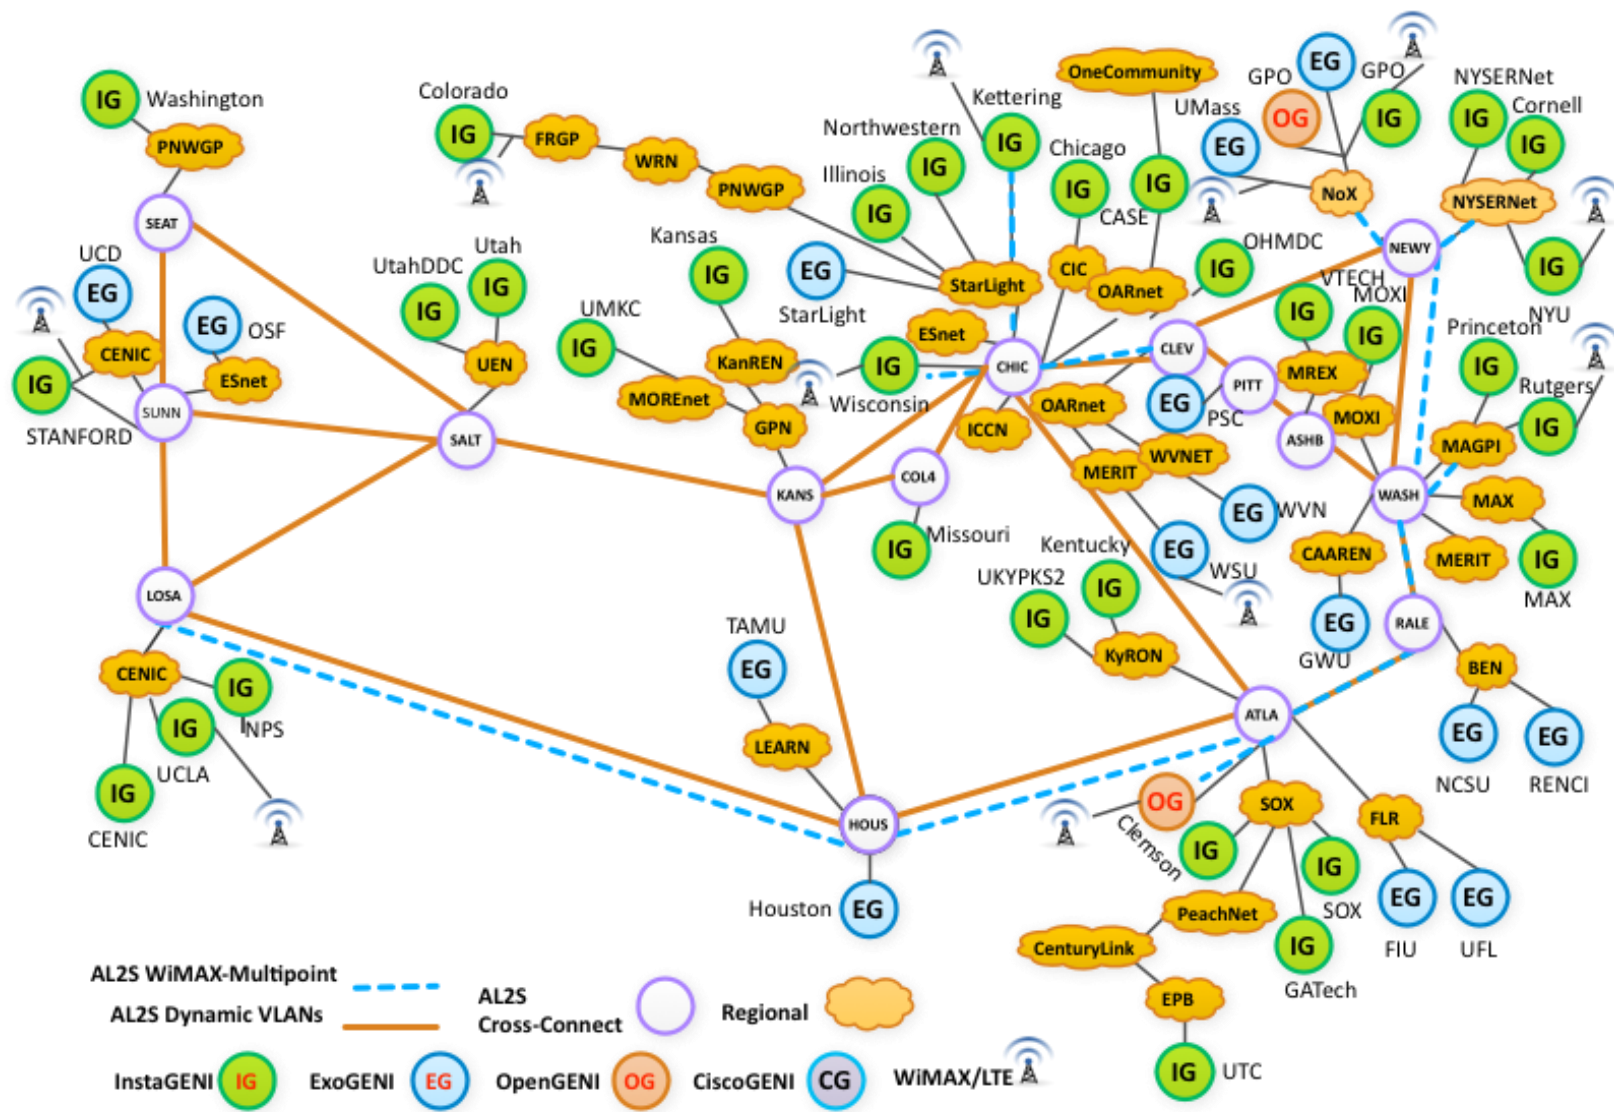 OneCommunity
GPO
EG
GPO
NYSERNet
IG
Washington
Colorado
Kettering
UMass
OG
IG
IG
Cornell
PNWGP
IG
FRGP
Northwestern
IG
Chicago
EG
IG
WRN
IG
Illinois
IG
IG
NoX
NYSERNet
PNWGP
IG
CASE
SEAT
Utah
Kansas
OHMDC
NEWY
UCD
UtahDDC
IG
IG
EG
StarLight
CIC
OARnet
IG
VTECH
IG
EG
OSF
IG
UMKC
StarLight
MOXI
NYU
EG
IG
Princeton
CENIC
UEN
IG
KanREN
ESnet
CHIC
CLEV
IG
IG
IG
ESnet
MOREnet
IG
PITT
MREX
Rutgers
SUNN
Wisconsin
EG
PSC
IG
STANFORD
GPN
ICCN
OARnet
MOXI
MAGPI
SALT
ASHB
WVNET
COL4
MERIT
KANS
WASH
MAX
EG
WVN
Missouri
Kentucky
IG
EG
WSU
CAAREN
MERIT
IG
UKYPKS2
IG
MAX
LOSA
IG
EG
RALE
TAMU
GWU
CENIC
EG
KyRON
BEN
IG
ATLA
NPS
IG
LEARN
EG
EG
UCLA
NCSU
RENCI
IG
OG
SOX
FLR
CENIC
HOUS
Clemson
IG
IG
Houston
EG
PeachNet
SOX
EG
EG
CenturyLink
IG
FIU
UFL
AL2S WiMAX-Multipoint
GATech
AL2S
Cross-Connect
Regional
EPB
AL2S Dynamic VLANs
IG
UTC
InstaGENI
IG
ExoGENI
EG
OpenGENI
OG
CiscoGENI
CG
WiMAX/LTE